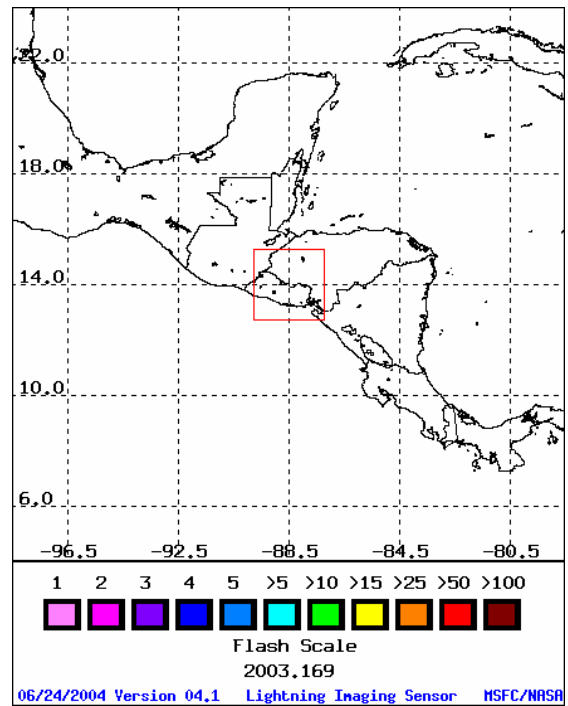 22.0
18.0
14.0
10.0
6.0
-96.5 -92.5 -88.5 -84.5 -80.5
1 2 3 4 5 >5 >10 >15 >25 >50 >100
Flash Scale
2003.169
06/24/2004 Version 04.1 Lightning Imaging Sensor MSFC/NASA